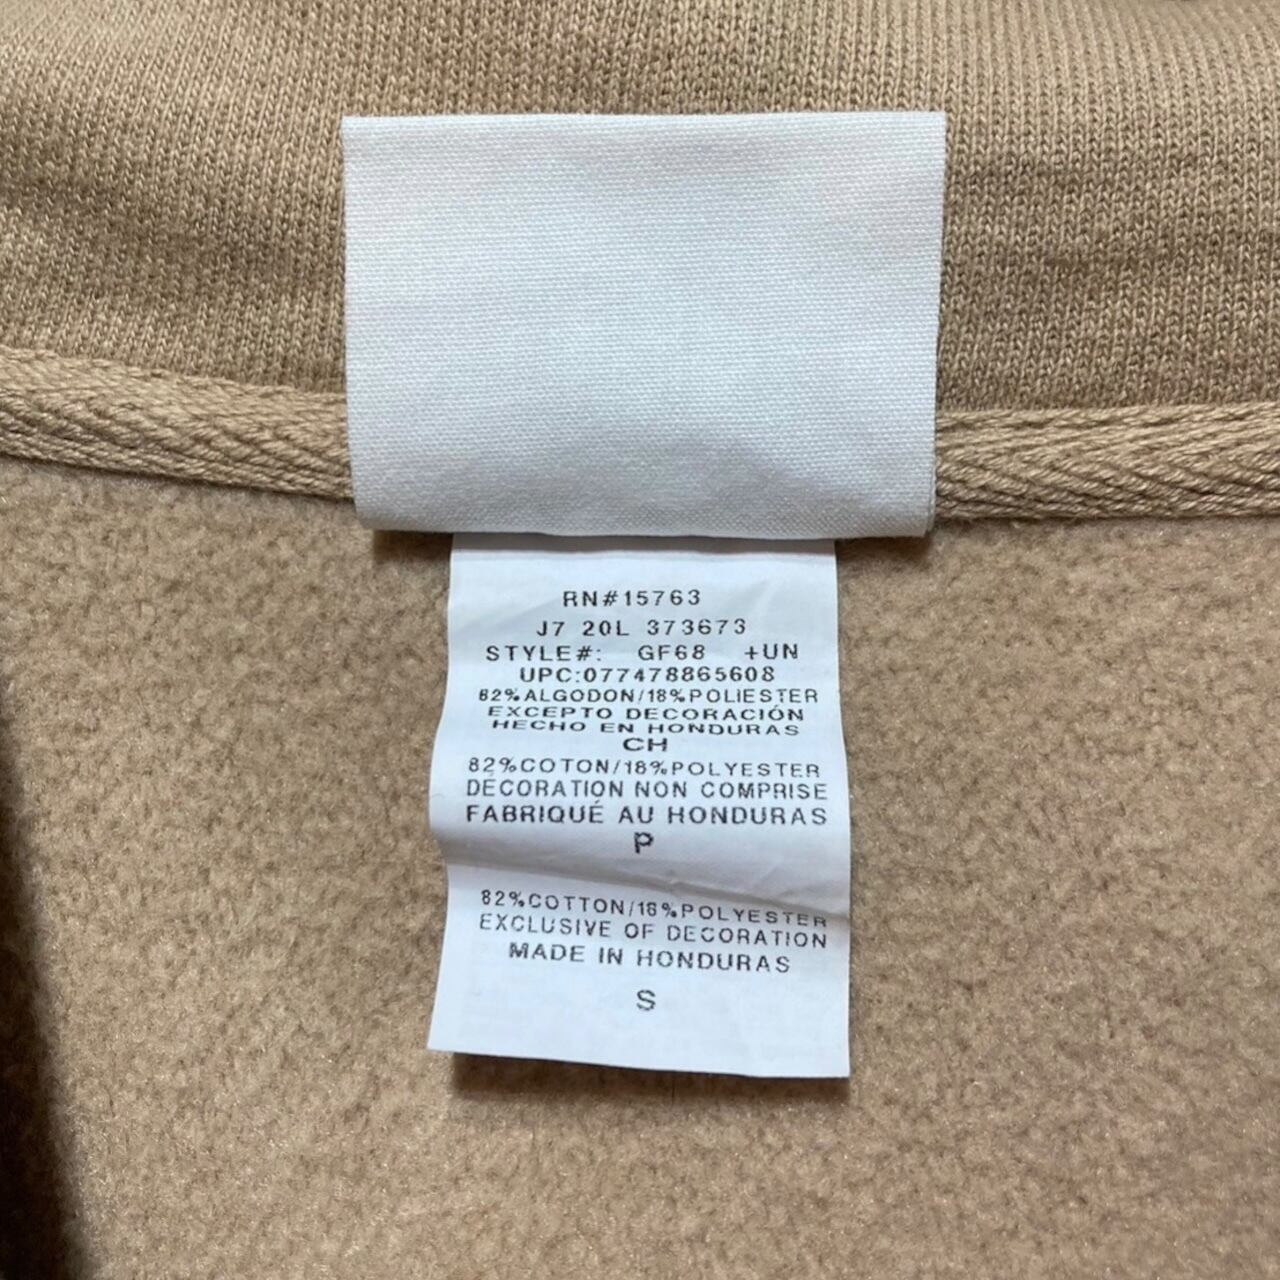 RN#15763
J7 20L 373673
STYLE#: GF68 +UN
UPC:077478865608
82%ALGODON/18%POLIESTER
EXCEPTO DECORACIÓN
HECHO EN HONDURAS
CH
82%COTON/18%POLYESTER
DÉCORATION NON COMPRISE
FABRIQUÉ AU HONDURAS
P
82%COTTON/18%POLYESTER
EXCLUSIVE OF DECORATION
MADE IN HONDURAS
S